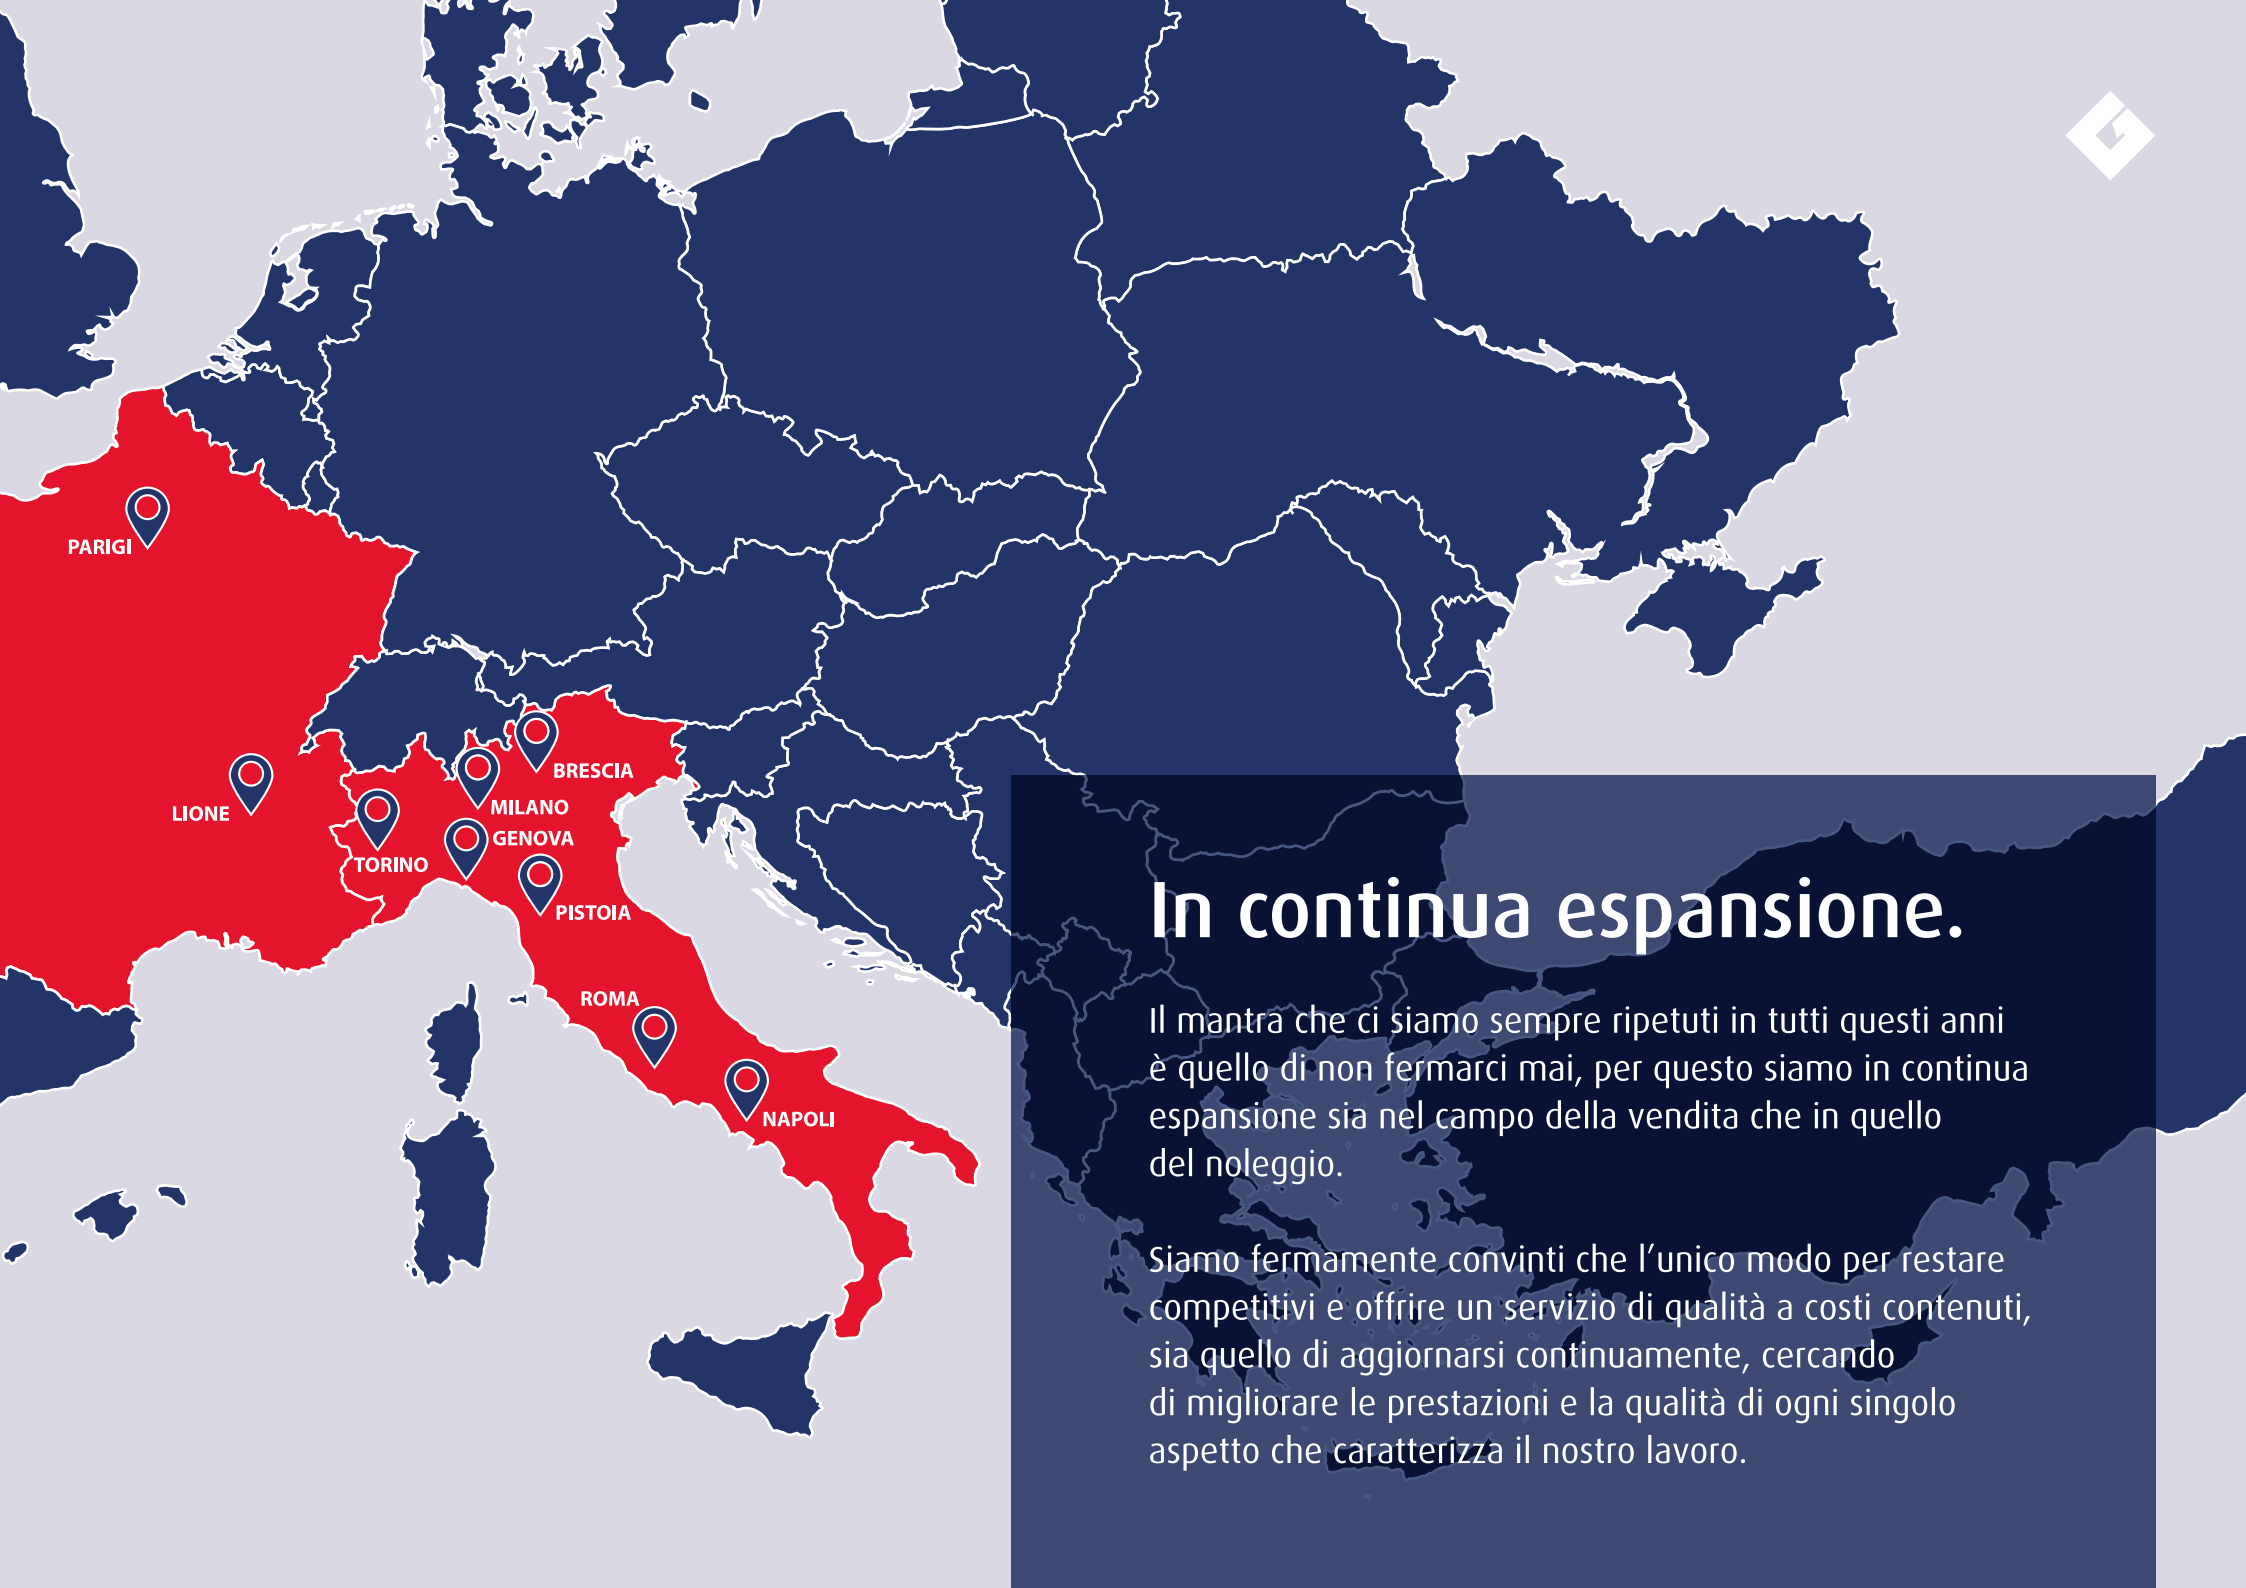 PARIGI
LIONE
BRESCIA
MILANO
GENOVA
TORINO
PISTOIA
ROMA
NAPOLI
In continua espansione.
Il mantra che ci siamo sempre ripetuti in tutti questi anni
è quello di non fermarci mai, per questo siamo in continua
espansione sia nel campo della vendita che in quello
del noleggio.
Siamo fermamente convinti che l’unico modo per restare
competitivi e offrire un servizio di qualità a costi contenuti,
sia quello di aggiornarsi continuamente, cercando
di migliorare le prestazioni e la qualità di ogni singolo
aspetto che caratterizza il nostro lavoro.